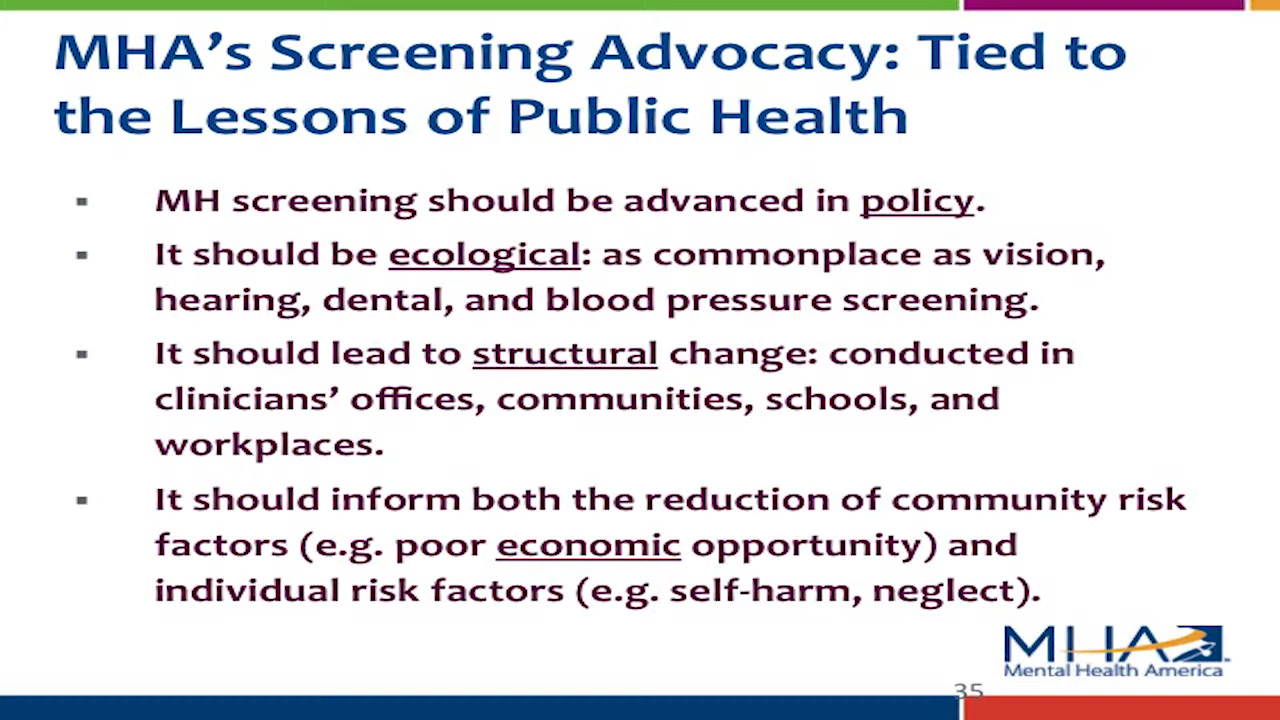 MHA’s Screening Advocacy: Tied to
the Lessons of Public Health
▪ MH screening should be advanced in policy.
▪ It should be ecological: as commonplace as vision,
hearing, dental, and blood pressure screening.
▪ It should lead to structural change: conducted in
clinicians’ offices, communities, schools, and
workplaces.
▪ It should inform both the reduction of community risk
factors (e.g. poor economic opportunity) and
individual risk factors (e.g. self-harm, neglect).
MHA
Mental Health America
35